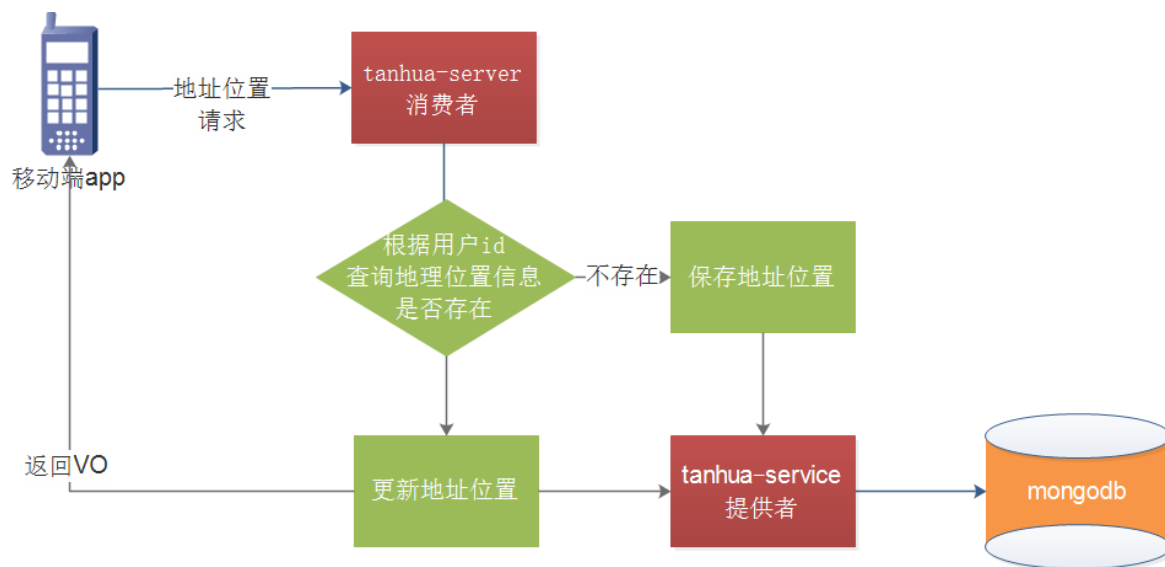 tanhua-server
消费者
地址位置
请求
移动端app
根据用户id
查询地理位置信息
是否存在
不存在
保存地址位置
返回VO
更新地址位置
tanhua-service
提供者
mongodb